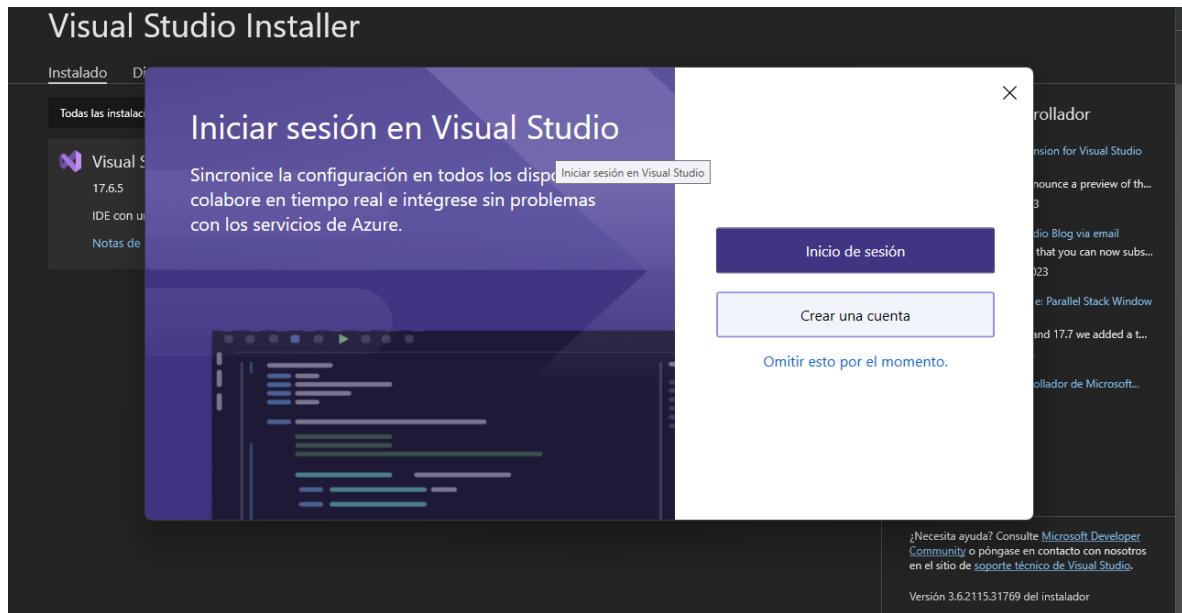 Visual Studio Installer
Instalado
Todas las instalac
Visual S
17.6.5
IDE con u
Notas de
Iniciar sesión en Visual Studio
Sincronice la configuración en todos los dispo
colabore en tiempo real e intégrese sin problemas
con los servicios de Azure.
Iniciar sesión en Visual Studio
Inicio de sesión
Crear una cuenta
Omitir esto por el momento.
rollador
nsion for Visual Studio
nounce a preview of th...
3
dio Blog via email
that you can now subs...
023
e: Parallel Stack Window
and 17.7 we added a t...
ollador de Microsoft...
¿Necesita ayuda? Consulte Microsoft Developer
Community o póngase en contacto con nosotros
en el sitio de soporte técnico de Visual Studio.
Versión 3.6.2115.31769 del instalador